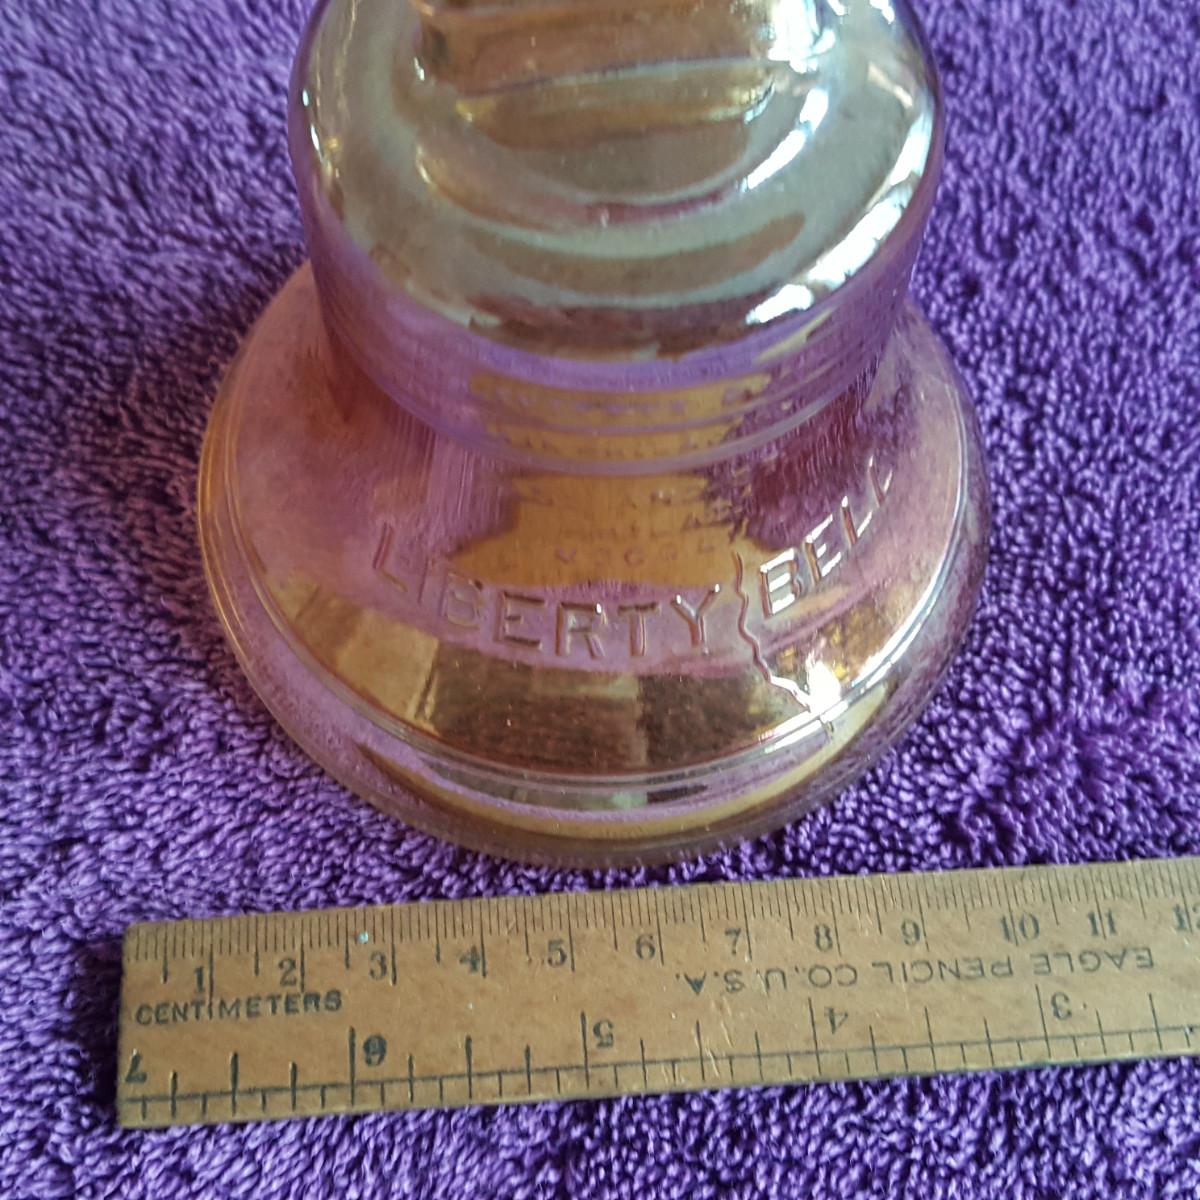 LIBERTY BELL
1 2 3 4 5 6 7 8 9 10 11
CENTIMETERS
EAGLE PENCIL CO., U.S.A.
7 6 5 4 3